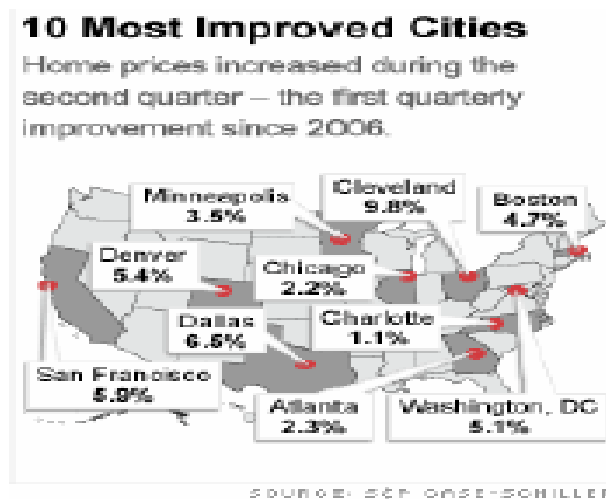 10 Most Improved Cities
Home prices increased during the
second quarter – the first quarterly
improvement since 2006.
Minneapolis
3.5%
Cleveland
9.8%
Boston
4.7%
Denver
5.4%
Chicago
2.2%
Dallas
6.5%
Charlotte
1.1%
San Francisco
5.9%
Atlanta
2.3%
Washington, DC
5.1%
SOURCE: S&P CASE-SCHILLER